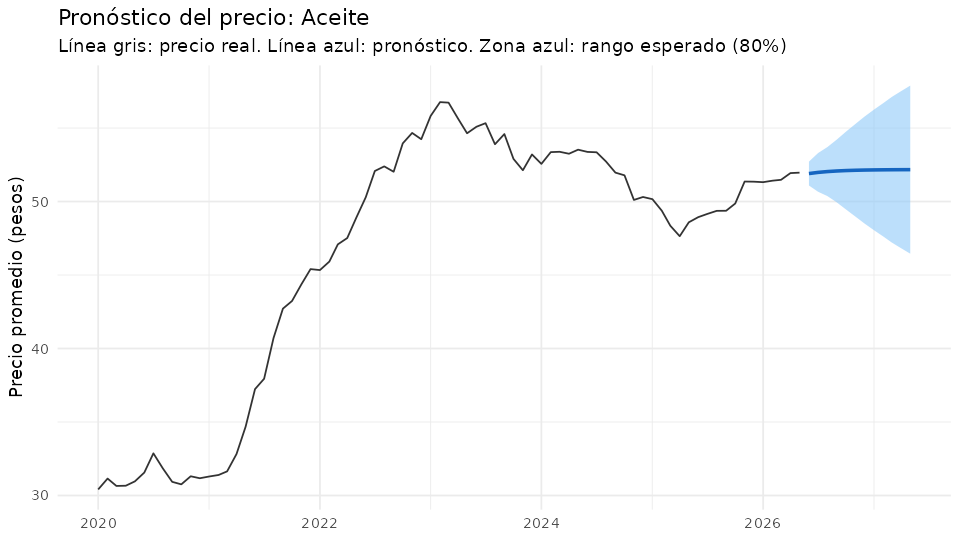 Pronóstico del precio: Aceite
Línea gris: precio real. Línea azul: pronóstico. Zona azul: rango esperado (80%)
Precio promedio (pesos)
50
40
30
2020
2022
2024
2026